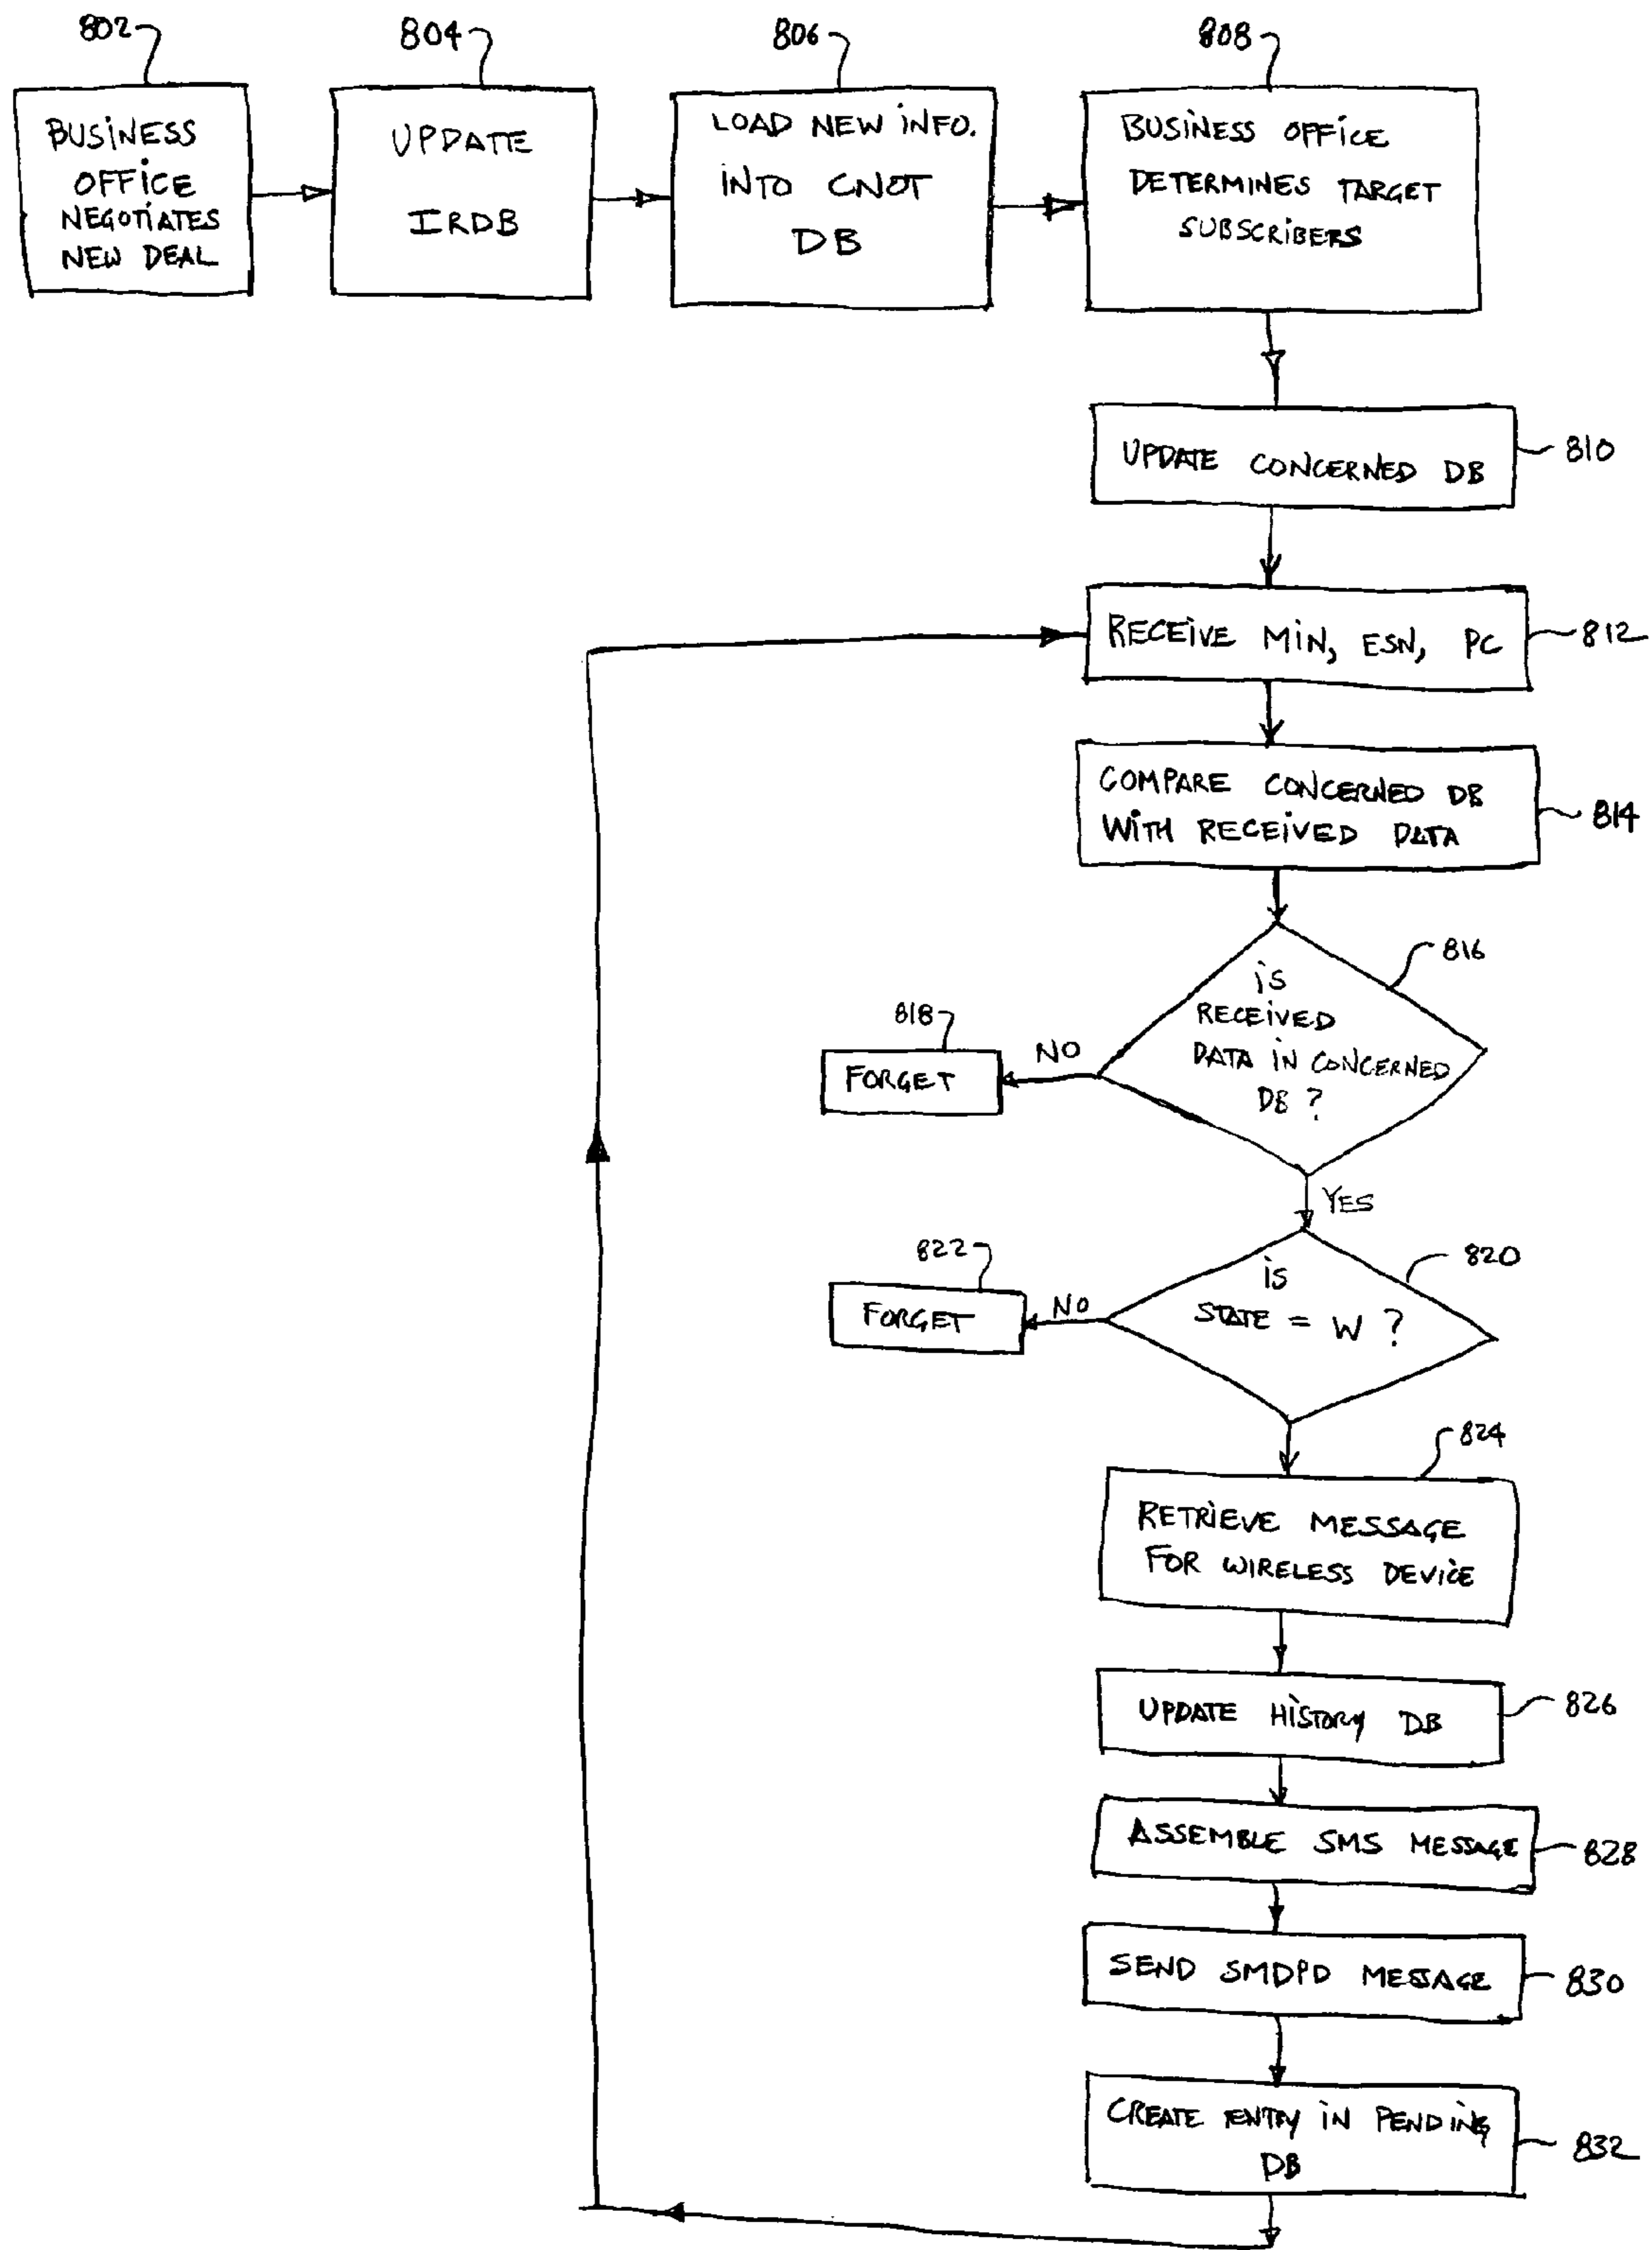 802
BUSINESS
OFFICE
NEGOTIATES
NEW DEAL
804
UPDATE
IRDB
806
LOAD NEW INFO.
INTO CNOT
DB
808
BUSINESS OFFICE
DETERMINES TARGET
SUBSCRIBERS
UPDATE CONCERNED DB
810
RECEIVE MIN, ESN, PC
812
COMPARE CONCERNED DB
WITH RECEIVED DATA
814
816
is
RECEIVED
DATA IN CONCERNED
DB ?
NO
818
FORGET
YES
820
is
STATE = W ?
NO
822
FORGET
824
RETRIEVE MESSAGE
FOR WIRELESS DEVICE
UPDATE HISTORY DB
826
ASSEMBLE SMS MESSAGE
828
SEND SMDPD MESSAGE
830
CREATE ENTRY IN PENDING
DB
832